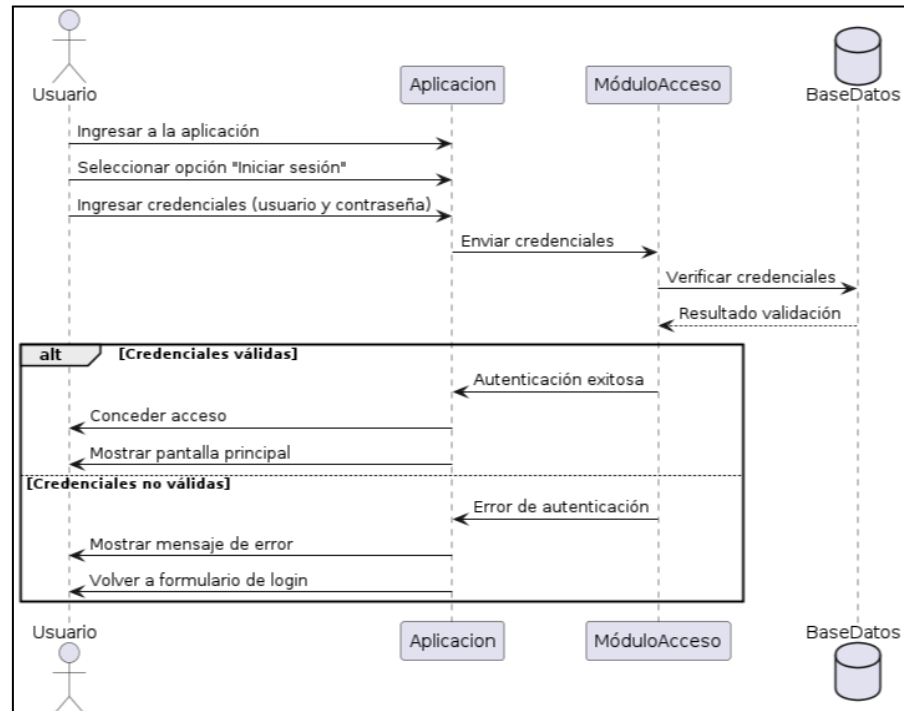 Usuario
Aplicacion
MóduloAcceso
BaseDatos
Ingresar a la aplicación
Seleccionar opción "Iniciar sesión"
Ingresar credenciales (usuario y contraseña)
Enviar credenciales
Verificar credenciales
Resultado validación
alt [Credenciales válidas]
Autenticación exitosa
Conceder acceso
Mostrar pantalla principal
[Credenciales no válidas]
Error de autenticación
Mostrar mensaje de error
Volver a formulario de login
Usuario
Aplicacion
MóduloAcceso
BaseDatos